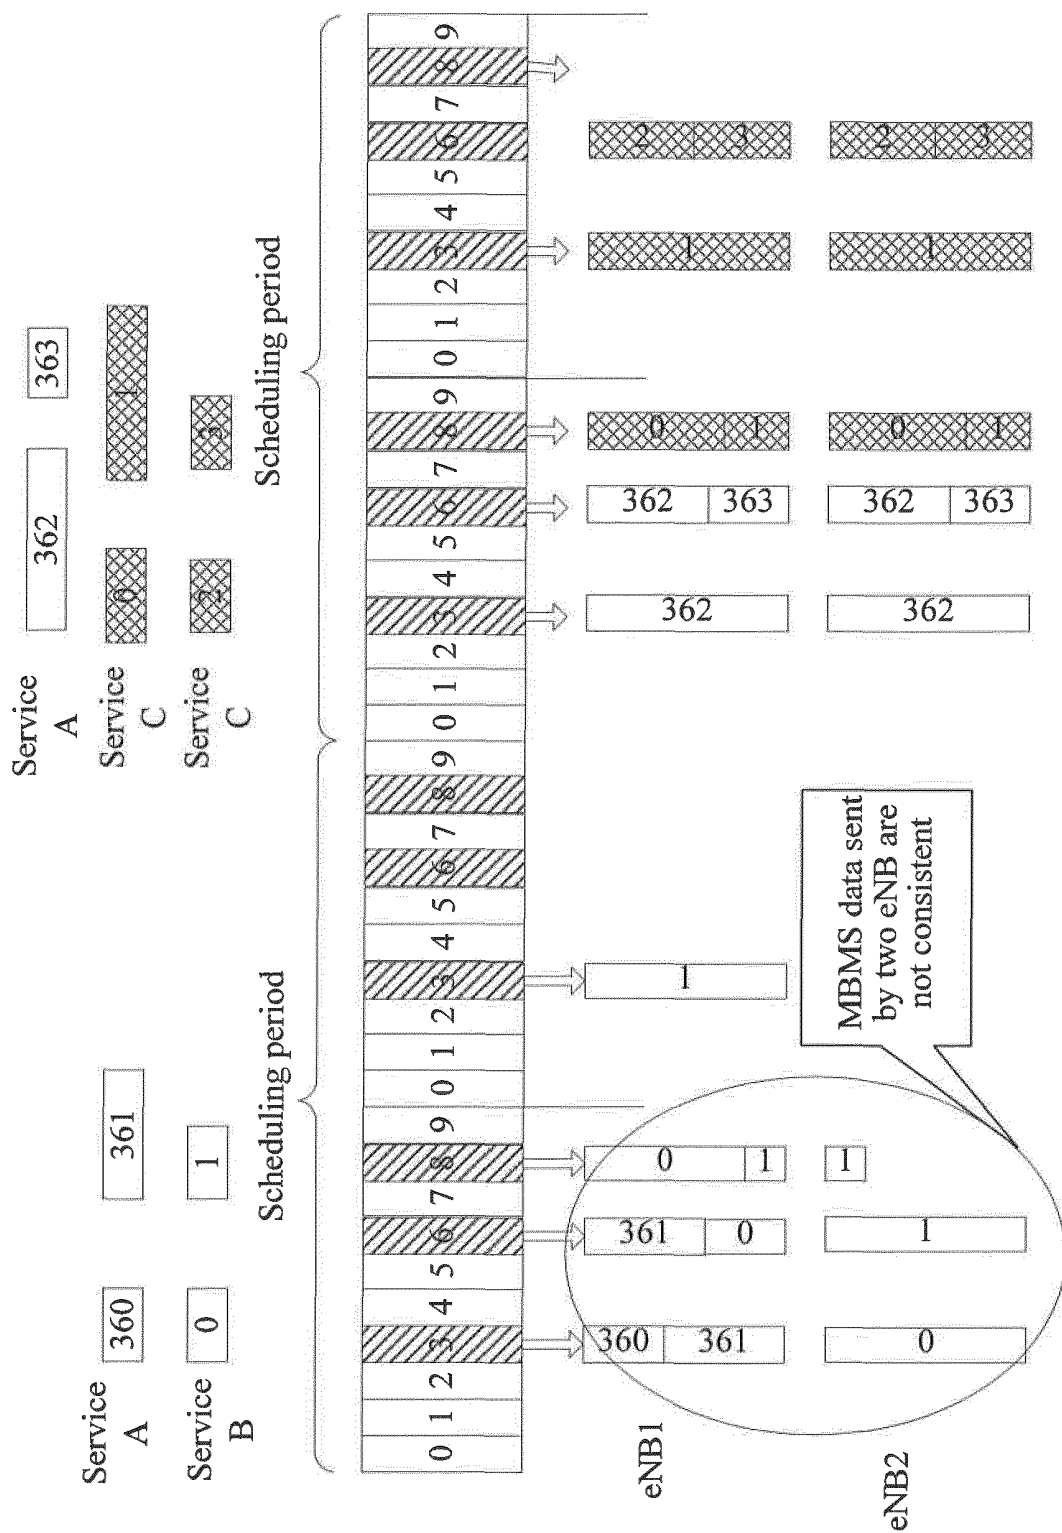 Service
A
360
361
Service
B
0
1
Service
A
362
363
Service
C
0
1
Service
C
2
3
Scheduling period
Scheduling period
0 1 2 3 4 5 6 7 8 9 0 1 2 3 4 5 6 7 8 9 0 1 2 3 4 5 6 7 8 9 0 1 2 3 4 5 6 7 8 9
eNB1
360 361
361 0
0 1
1
362
362 363
0 1
1
2 3
eNB2
0
1
1
362
362 363
0 1
1
2 3
MBMS data sent
by two eNB are
not consistent